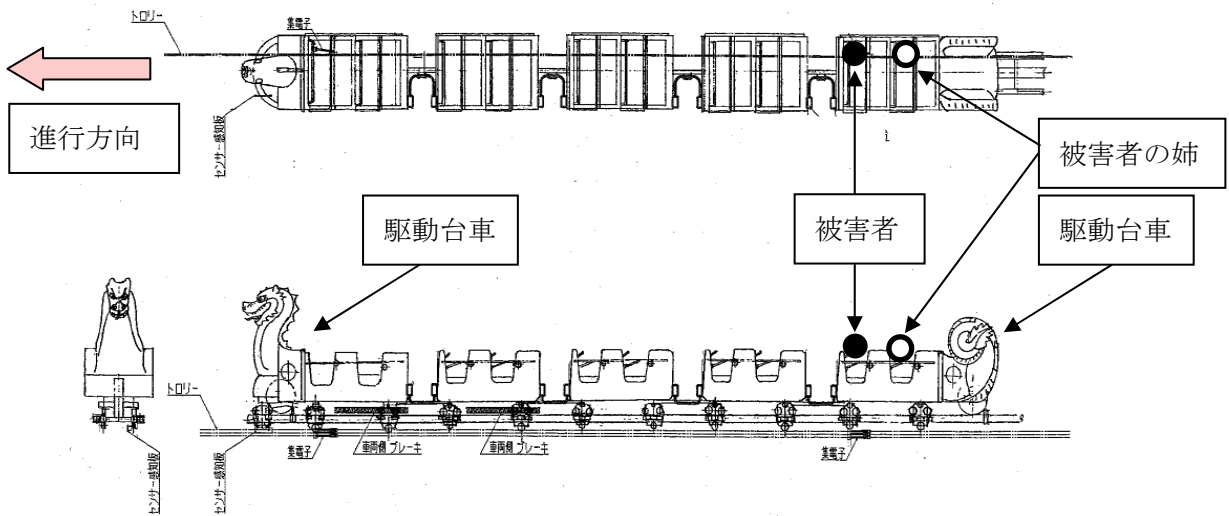 トロリー
集電子
進行方向
センサー感知板
被害者の姉
駆動台車
被害者
駆動台車
トロリー
集電子
車両側 ブレーキ
車両側 ブレーキ
集電子
センサー感知板
センサー感知板